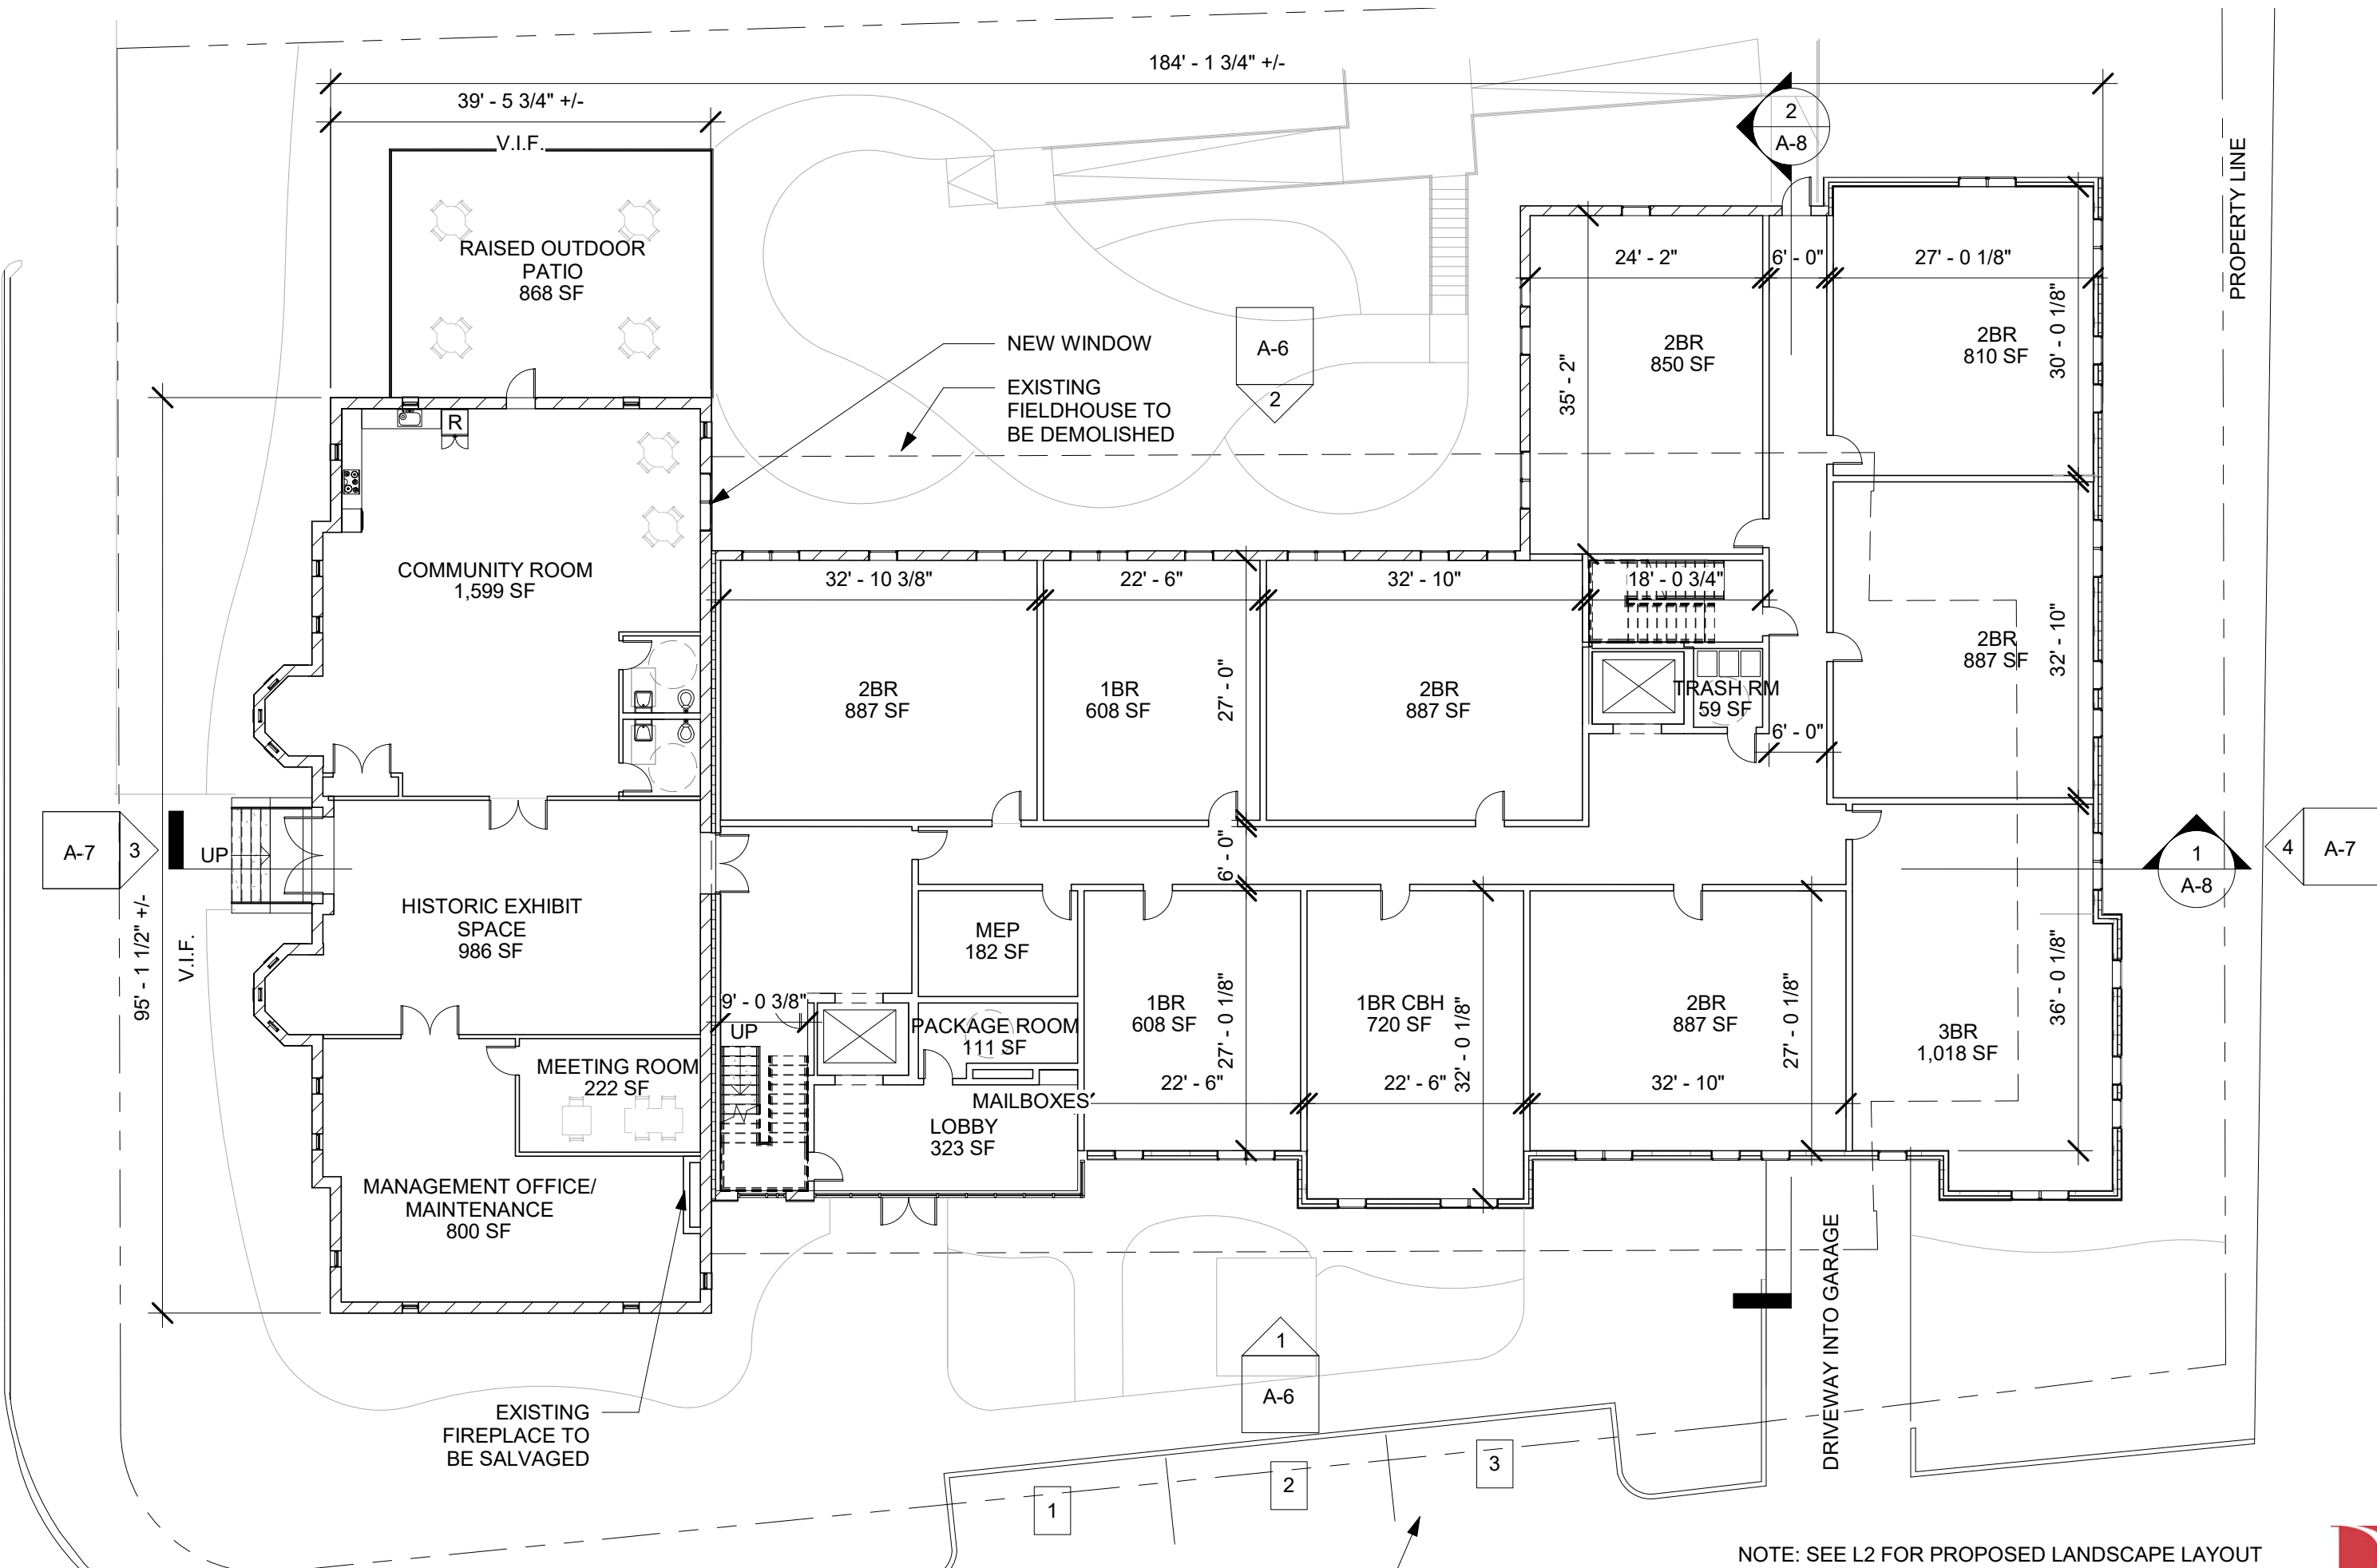 184' - 1 3/4" +/-
39' - 5 3/4" +/-
V.I.F.
2
A-8
PROPERTY LINE
RAISED OUTDOOR
PATIO
868 SF
24' - 2"
6' - 0"
27' - 0 1/8"
NEW WINDOW
A-6
2
EXISTING
FIELDHOUSE TO
BE DEMOLISHED
35' - 2"
2BR
850 SF
2BR
810 SF
30' - 0 1/8"
R
COMMUNITY ROOM
1,599 SF
32' - 10 3/8"
22' - 6"
32' - 10"
18' - 0 3/4"
2BR
887 SF
1BR
608 SF
27' - 0"
2BR
887 SF
TRASH RM
59 SF
6' - 0"
2BR
887 SF
32' - 10"
A-7
3
UP
6' - 0"
1
A-8
4
A-7
95' - 1 1/2" +/-
V.I.F.
HISTORIC EXHIBIT
SPACE
986 SF
MEP
182 SF
9' - 0 3/8"
UP
PACKAGE ROOM
111 SF
1BR
608 SF
27' - 0 1/8"
22' - 6"
1BR CBH
720 SF
32' - 0 1/8"
22' - 6"
2BR
887 SF
27' - 0 1/8"
32' - 10"
3BR
1,018 SF
36' - 0 1/8"
MEETING ROOM
222 SF
MAILBOXES
LOBBY
323 SF
MANAGEMENT OFFICE/
MAINTENANCE
800 SF
DRIVEWAY INTO GARAGE
1
A-6
EXISTING
FIREPLACE TO
BE SALVAGED
1
2
3
NOTE: SEE L2 FOR PROPOSED LANDSCAPE LAYOUT